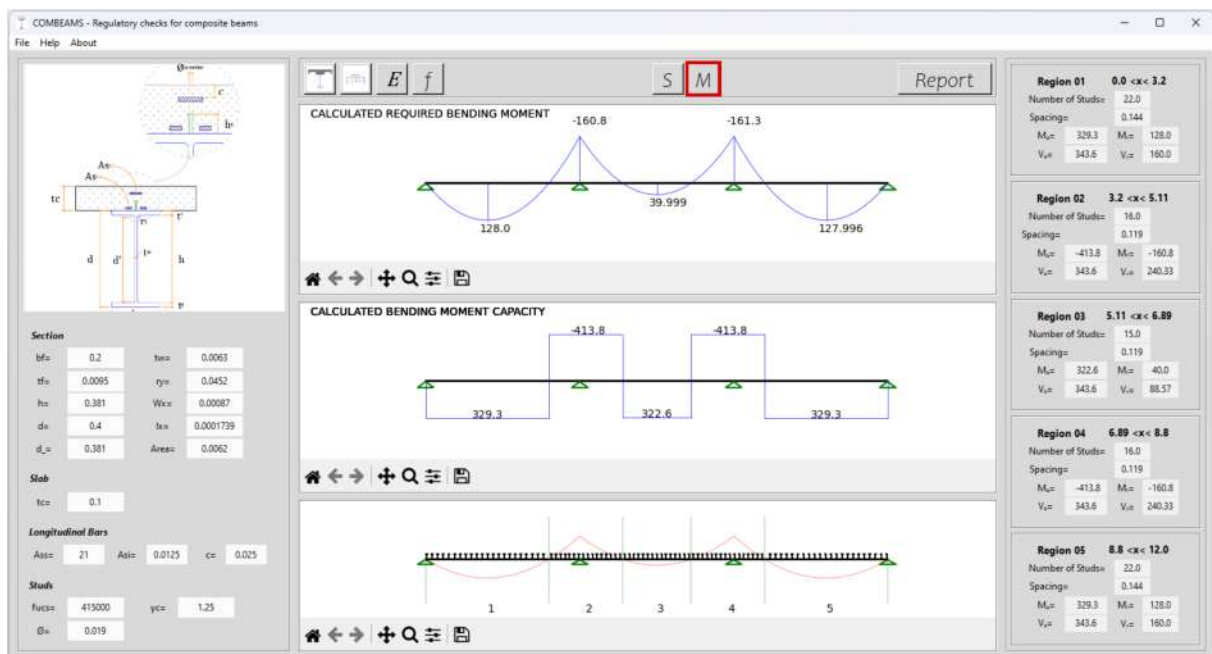 COMBEAMS - Regulatory checks for composite beams
File Help About
c
hs
As
As
tc
d
d'
h
Section
bf= 0.2 tw= 0.0063
tf= 0.0095 ry= 0.0452
h= 0.381 Wx= 0.00087
d= 0.4 Ix= 0.0001739
d_= 0.381 Area= 0.0062
Slab
tc= 0.1
Longitudinal Bars
Ass= 21 Asi= 0.0125 c= 0.025
Studs
Fucs= 415000 γc= 1.25
Ø= 0.019
E f S M Report
CALCULATED REQUIRED BENDING MOMENT
-160.8 -161.3
39.999
128.0 127.996
CALCULATED BENDING MOMENT CAPACITY
-413.8 -413.8
329.3 322.6 329.3
1 2 3 4 5
Region 01 0.0 <x< 3.2
Number of Studs= 22.0
Spacing= 0.144
329.3 128.0
343.6 160.0
Region 02 3.2 <x< 5.11
Number of Studs= 16.0
Spacing= 0.119
-413.8 -160.8
343.6 240.33
Region 03 5.11 <x< 6.89
Number of Studs= 15.0
Spacing= 0.119
322.6 40.0
343.6 88.57
Region 04 6.89 <x< 8.8
Number of Studs= 16.0
Spacing= 0.119
-413.8 -160.8
343.6 240.33
Region 05 8.8 <x< 12.0
Number of Studs= 22.0
Spacing= 0.144
329.3 128.0
343.6 160.0